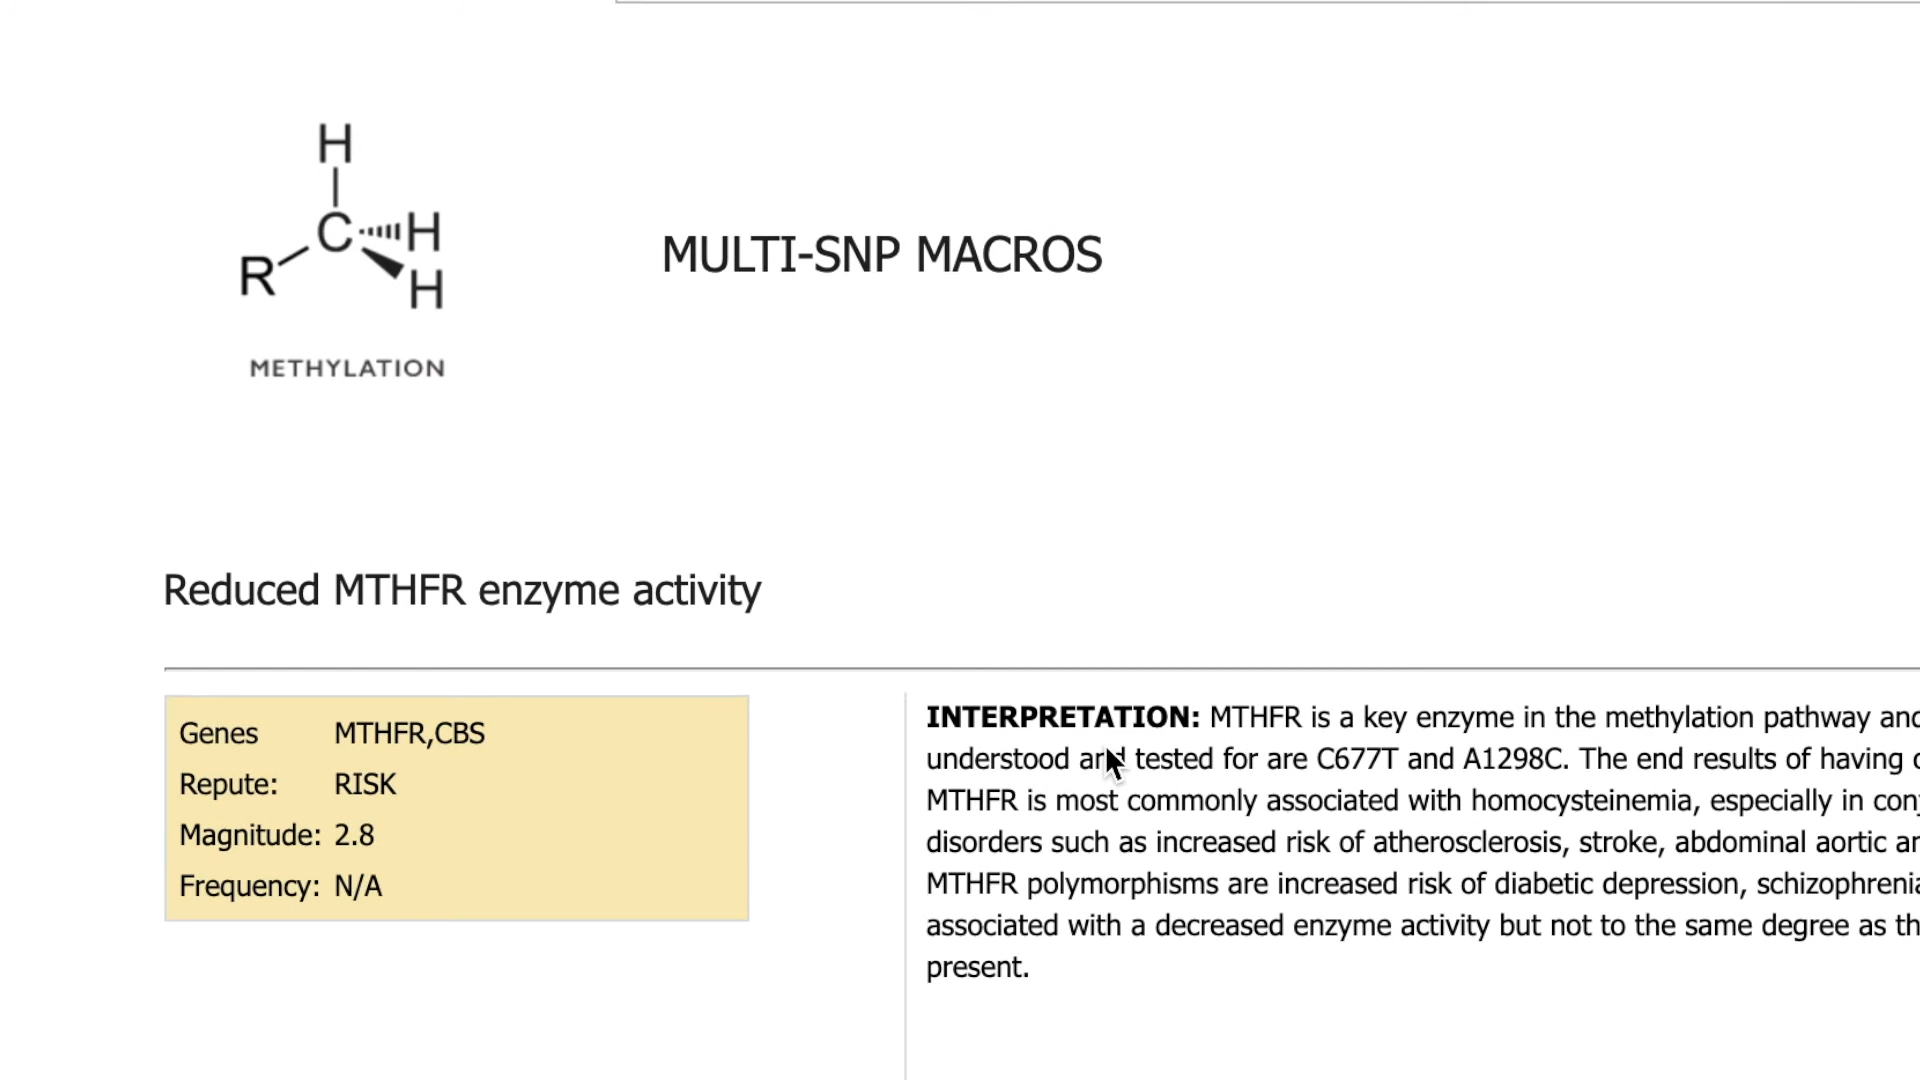 H
C
H
R
H
METHYLATION
MULTI-SNP MACROS
Reduced MTHFR enzyme activity
Genes MTHFR,CBS
Repute: RISK
Magnitude: 2.8
Frequency: N/A
INTERPRETATION: MTHFR is a key enzyme in the methylation pathway
understood and tested for are C677T and A1298C. The end results of having
MTHFR is most commonly associated with homocysteinemia, especially in
disorders such as increased risk of atherosclerosis, stroke, abdominal aortic
MTHFR polymorphisms are increased risk of diabetic depression,
associated with a decreased enzyme activity but not to the same degree as
present.